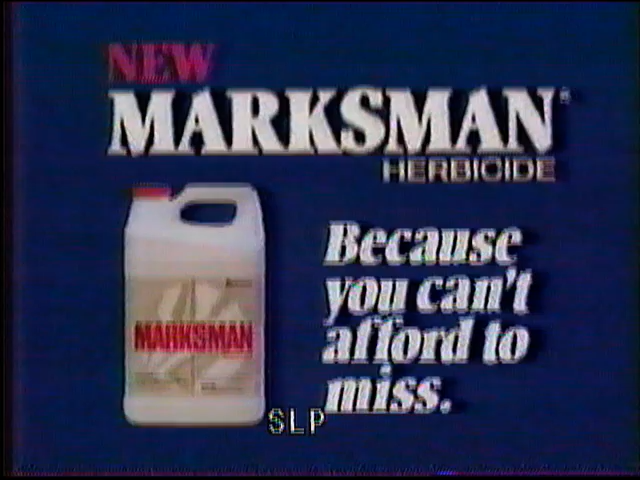 NEW
MARKSMAN®
HERBICIDE
Because
you can't
afford to
miss.
MARKSMAN
SLP